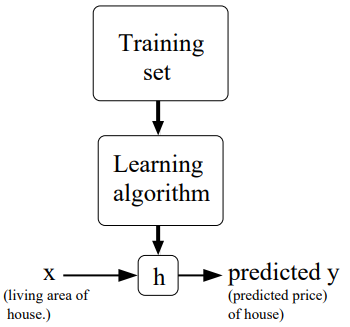 Training
set
Learning
algorithm
x
h
predicted y
(living area of
house.)
(predicted price)
of house)